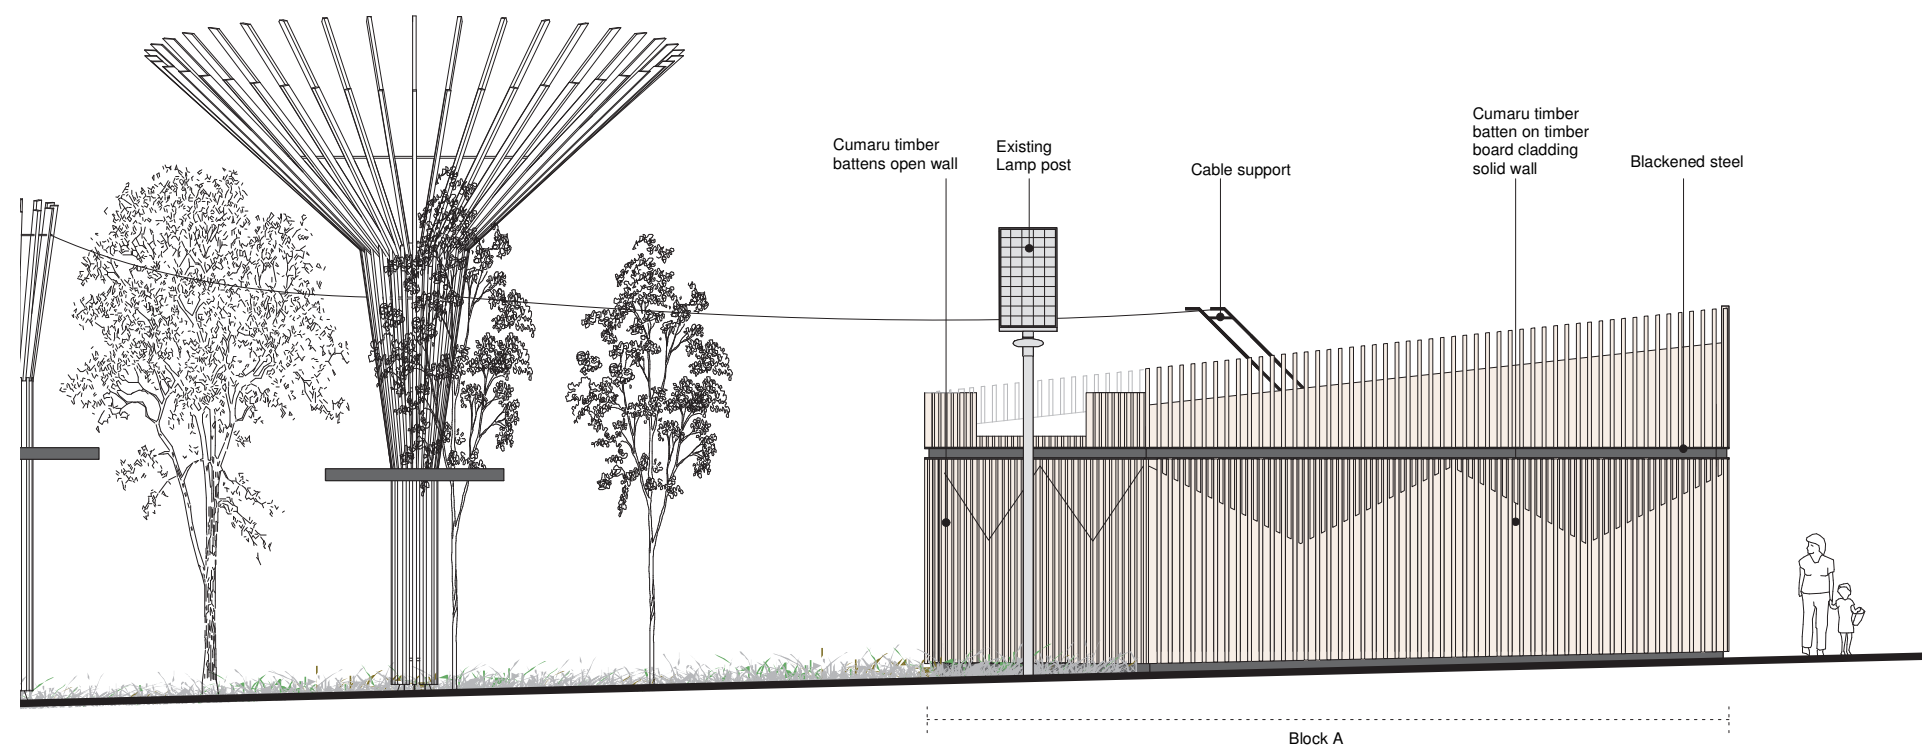 Cumaru timber
battens open wall
Existing
Lamp post
Cable support
Cumaru timber
batten on timber
board cladding
solid wall
Blackened steel
Block A